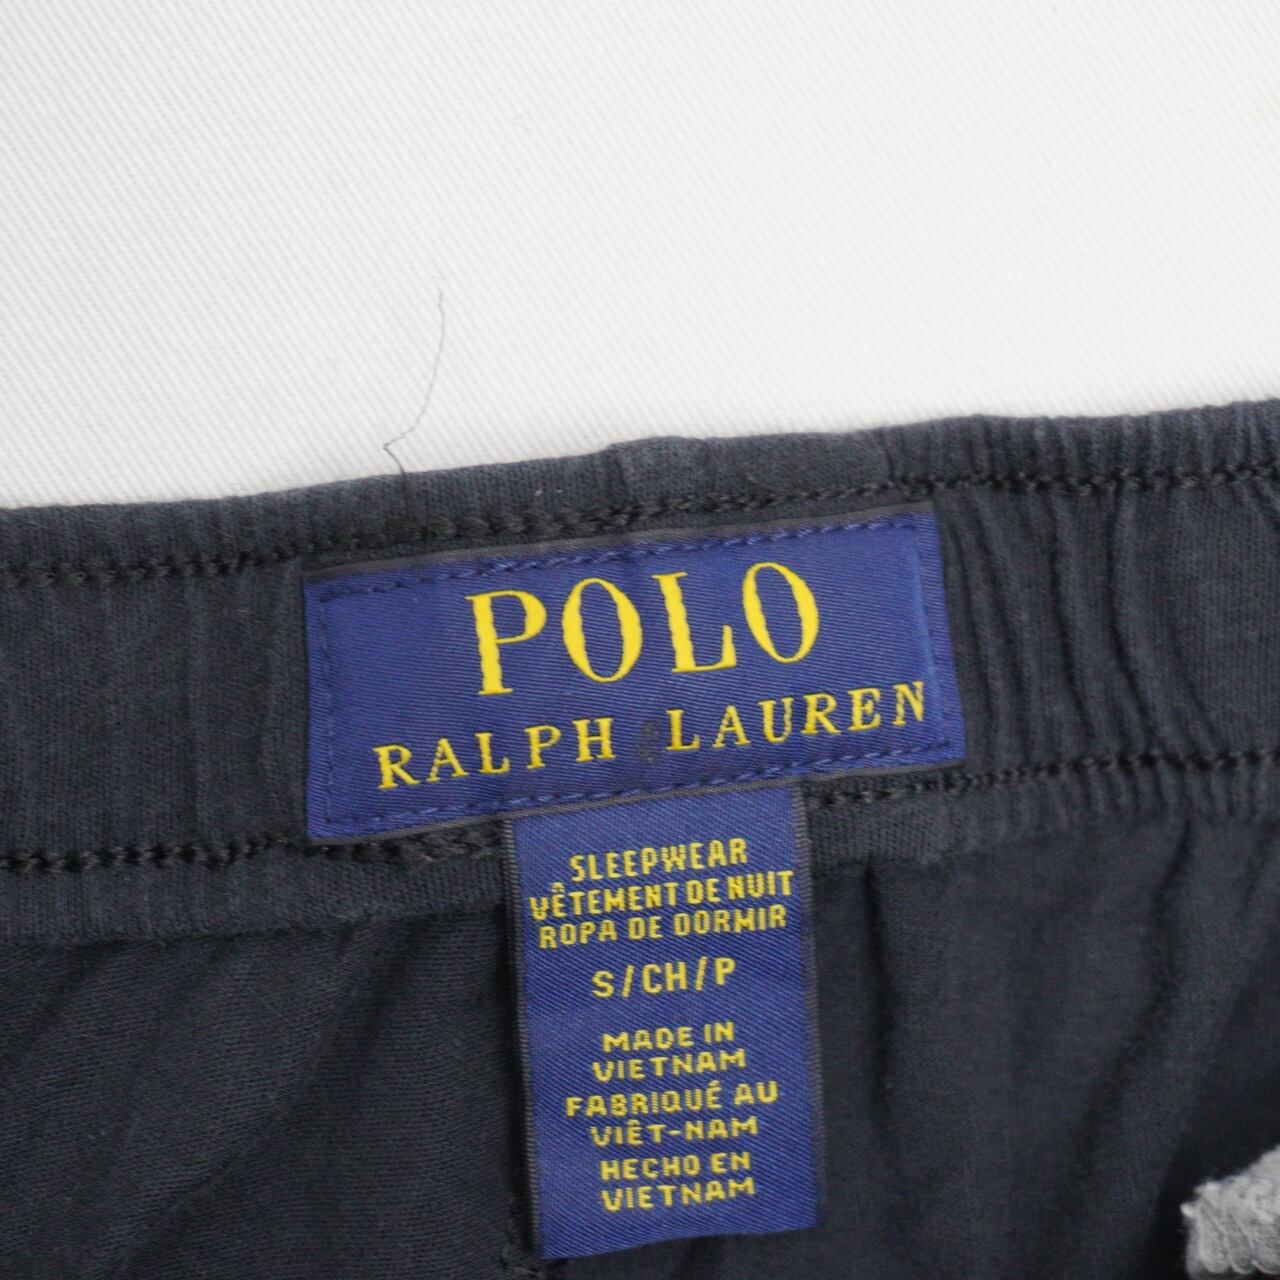 POLO
RALPH LAUREN
SLEEPWEAR
VÊTEMENT DE NUIT
ROPA DE DORMIR
S/CH/P
MADE IN
VIETNAM
FABRIQUÉ AU
VIÊT-NAM
HECHO EN
VIETNAM